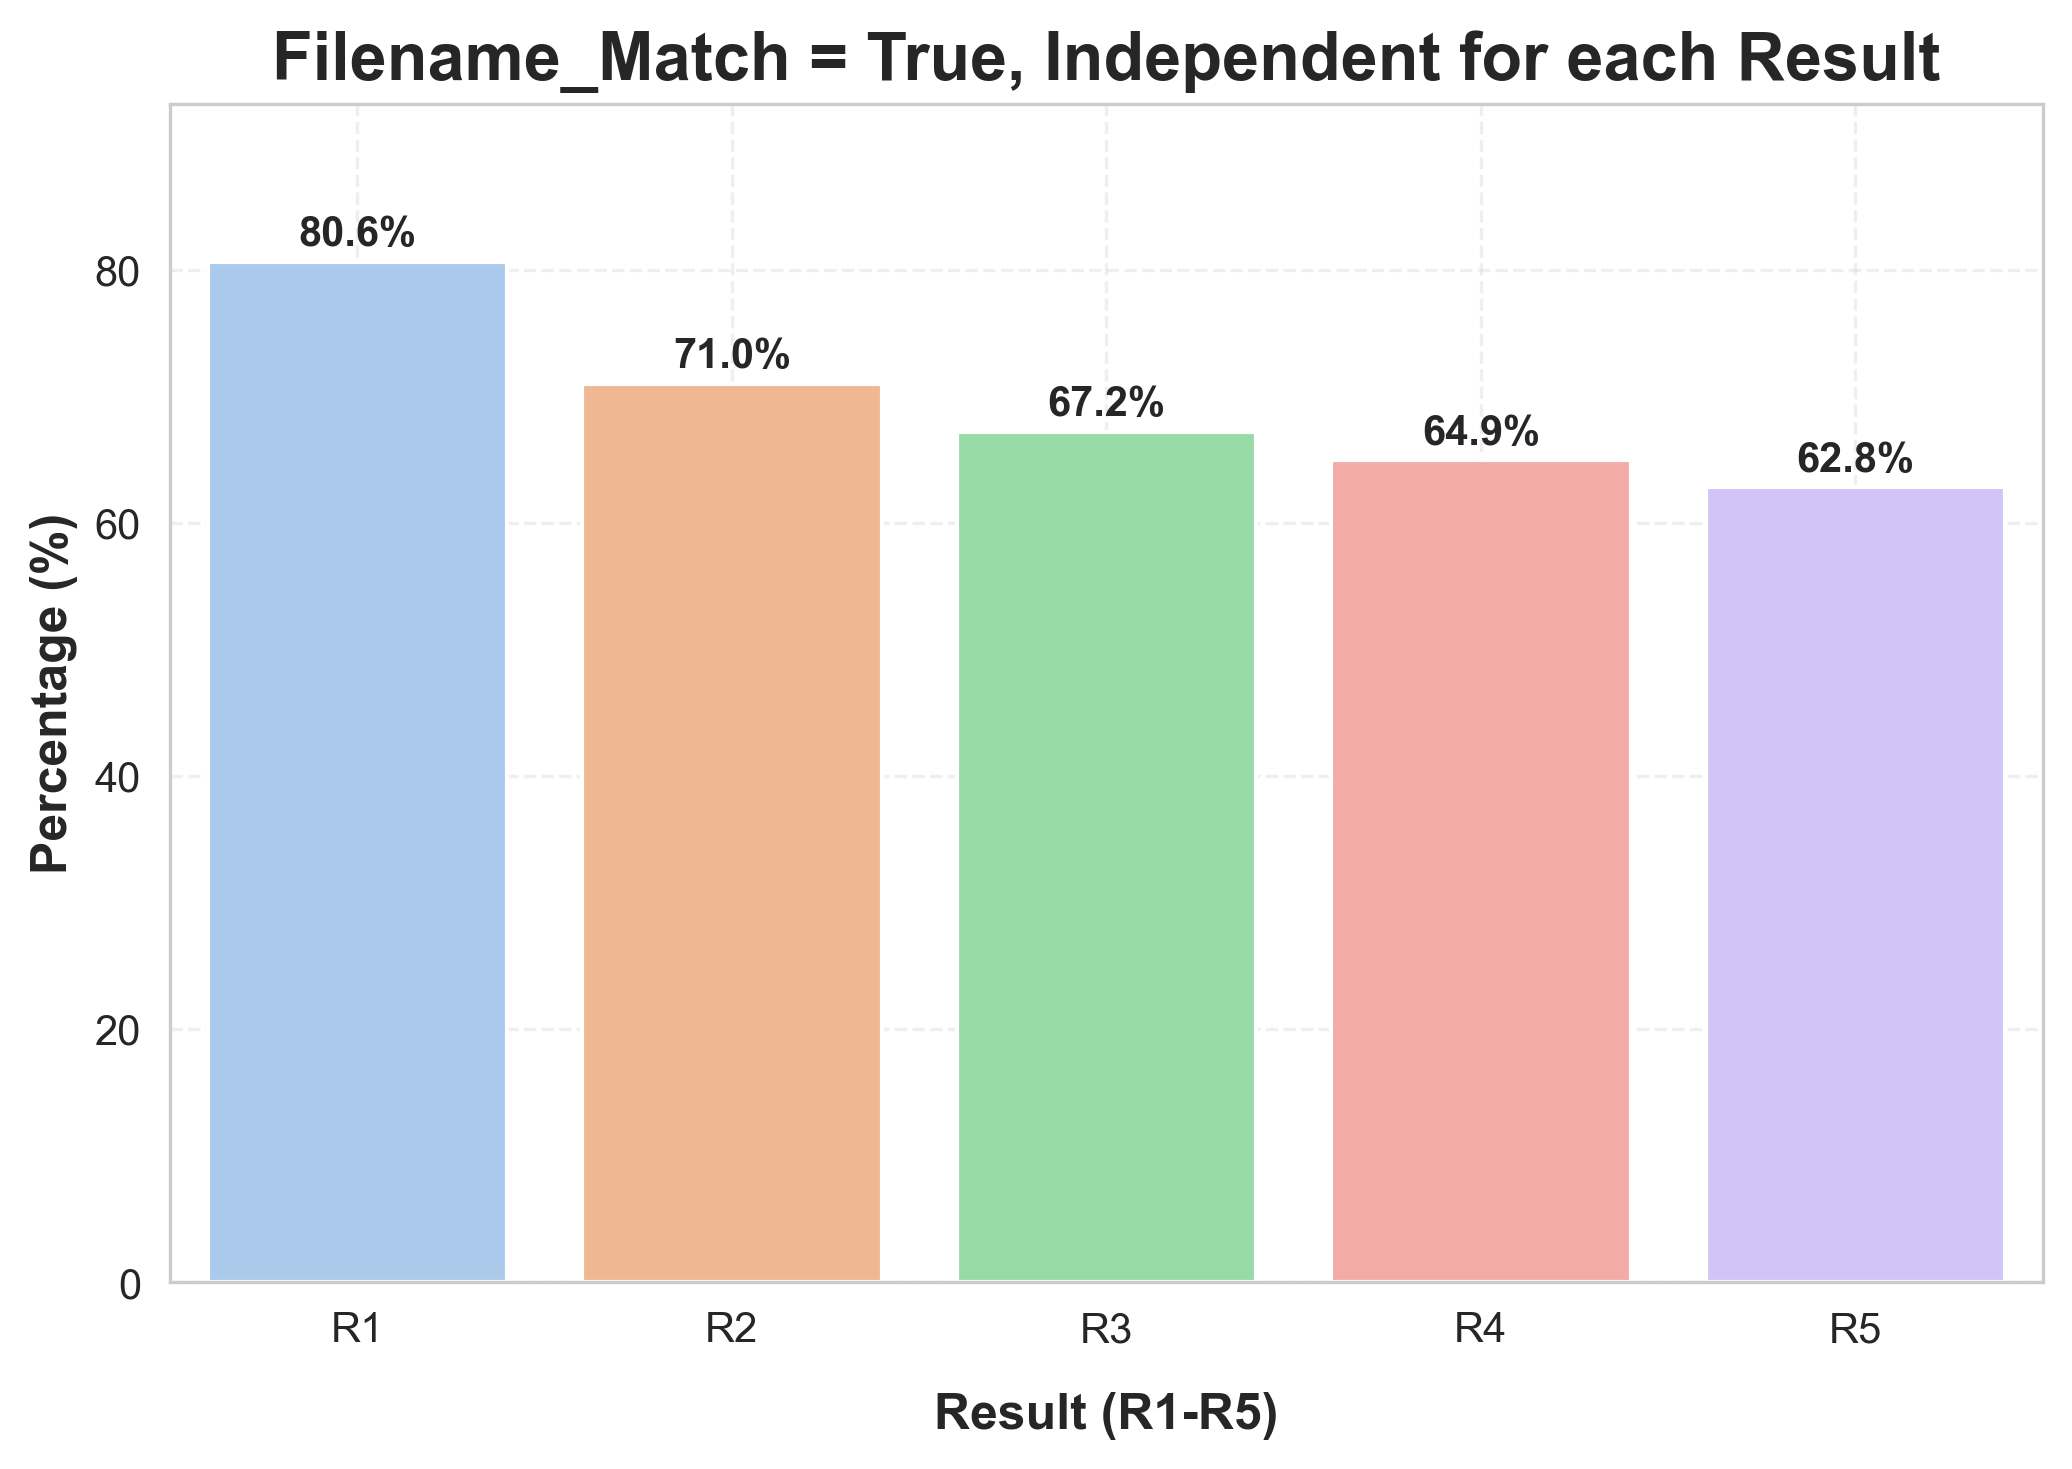 Filename_Match = True, Independent for each Result
80.6%
71.0%
67.2%
64.9%
62.8%
80
60
40
20
0
Percentage (%)
R1 R2 R3 R4 R5
Result (R1-R5)